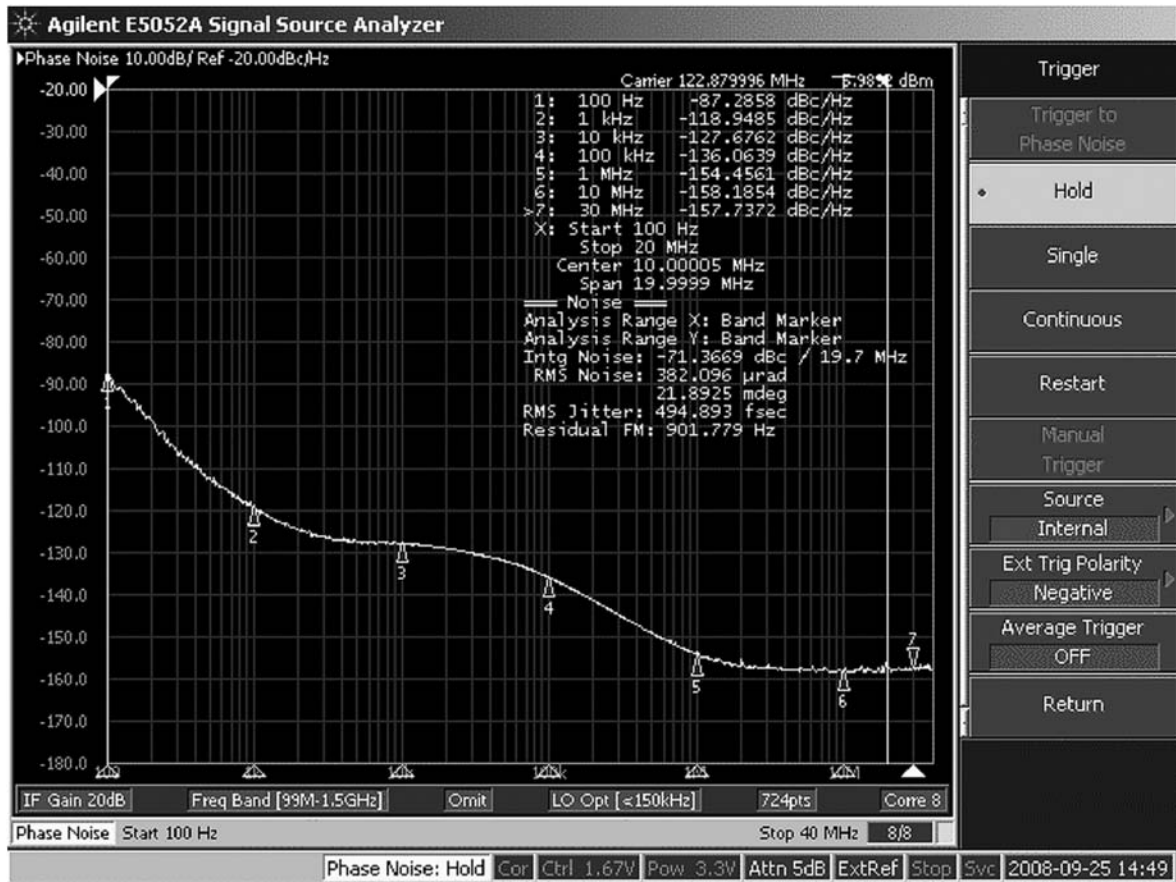 Agilent E5052A Signal Source Analyzer
Phase Noise 10.00dB/ Ref -20.00dBc/Hz
Carrier 122.879996 MHz dBm
1: 100 Hz -87.2858 dBc/Hz
2: 1 kHz -118.9485 dBc/Hz
3: 10 kHz -127.6762 dBc/Hz
4: 100 kHz -136.0639 dBc/Hz
5: 1 MHz -154.4561 dBc/Hz
6: 10 MHz -158.1854 dBc/Hz
>7: 30 MHz -157.7372 dBc/Hz
X: Start 100 Hz
Stop 20 MHz
Center 10.00005 MHz
Span 19.9999 MHz
Noise
Analysis Range X: Band Marker
Analysis Range Y: Band Marker
Intg Noise: -71.3669 dBc / 19.7 MHz
RMS Noise: 382.096 µrad
21.8925 mdeg
RMS Jitter: 494.893 fsec
Residual FM: 901.779 Hz
-20.00
-30.00
-40.00
-50.00
-60.00
-70.00
-80.00
-90.00
-100.0
-110.0
-120.0
-130.0
-140.0
-150.0
-160.0
-170.0
-180.0
1
2
3
4
5
6
7
IF Gain 20dB Freq Band [99M-1.5GHz] Omit LO Opt [<150kHz] 724pts Corre 8
Phase Noise Start 100 Hz Stop 40 MHz 8/8
Phase Noise: Hold Cor Ctrl 1.67V Pow 3.3V Attn 5dB ExtRef Stop Svc 2008-09-25 14:49
Trigger
Trigger to
Phase Noise
Hold
Single
Continuous
Restart
Manual
Trigger
Source
Internal
Ext Trig Polarity
Negative
Average Trigger
OFF
Return